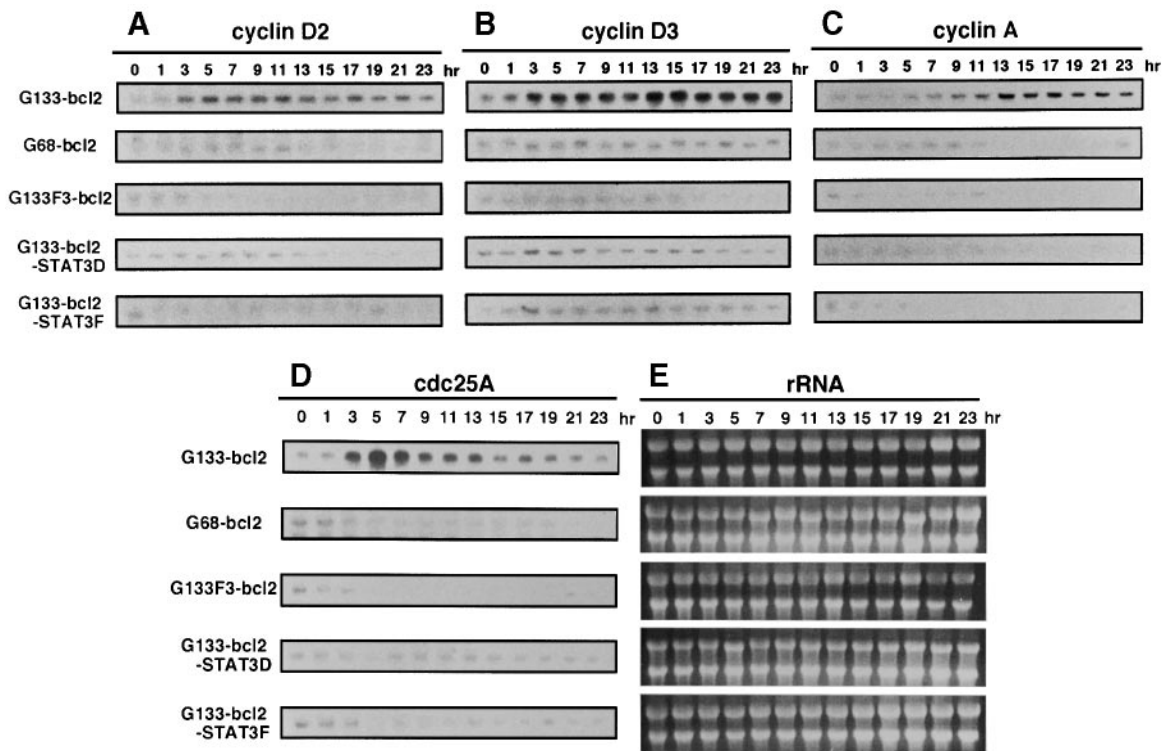 A cyclin D2
0 1 3 5 7 9 11 13 15 17 19 21 23 hr
B cyclin D3
0 1 3 5 7 9 11 13 15 17 19 21 23
C cyclin A
0 1 3 5 7 9 11 13 15 17 19 21 23 hr
G133-bcl2
G68-bcl2
G133F3-bcl2
G133-bcl2
-STAT3D
G133-bcl2
-STAT3F
D cdc25A
0 1 3 5 7 9 11 13 15 17 19 21 23 hr
E rRNA
0 1 3 5 7 9 11 13 15 17 19 21 23 hr
G133-bcl2
G68-bcl2
G133F3-bcl2
G133-bcl2
-STAT3D
G133-bcl2
-STAT3F